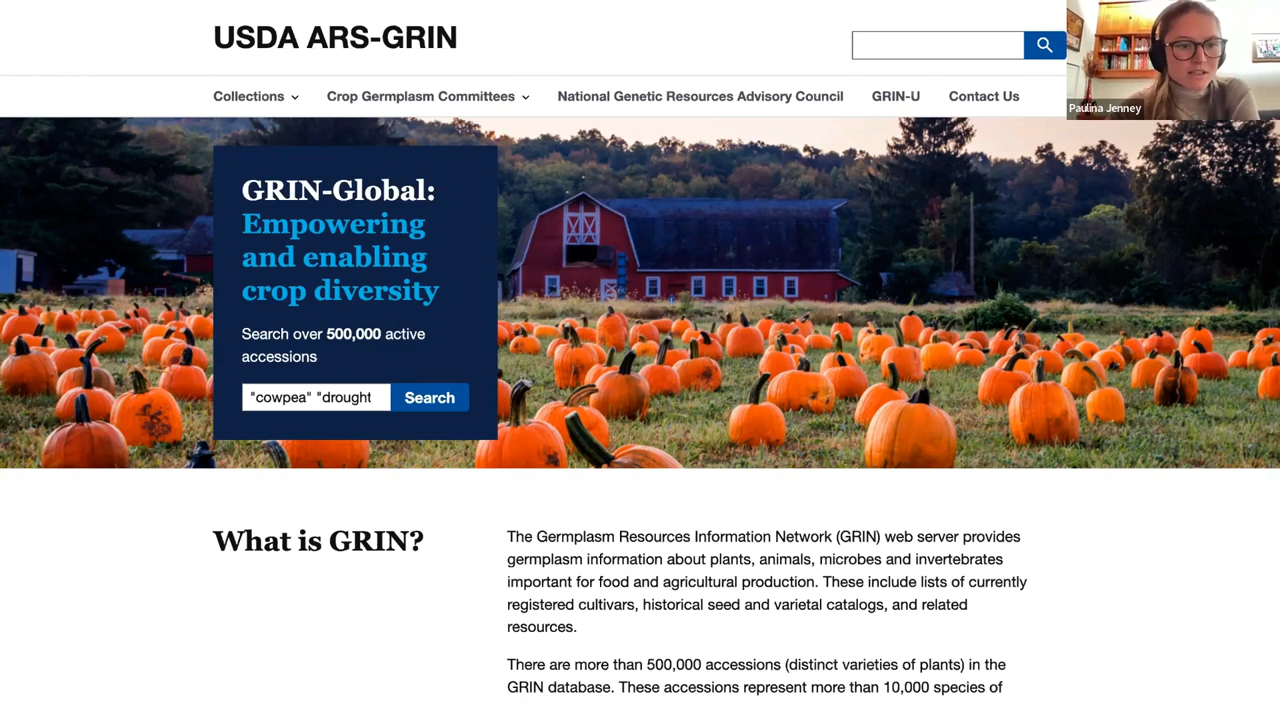 USDA ARS-GRIN
Paulina Jenney
Collections
Crop Germplasm Committees
National Genetic Resources Advisory Council
GRIN-U
Contact Us
GRIN-Global:
Empowering
and enabling
crop diversity
Search over 500,000 active
accessions
"cowpea" "drought
Search
What is GRIN?
The Germplasm Resources Information Network (GRIN) web server provides
germplasm information about plants, animals, microbes and invertebrates
important for food and agricultural production. These include lists of currently
registered cultivars, historical seed and varietal catalogs, and related
resources.
There are more than 500,000 accessions (distinct varieties of plants) in the
GRIN database. These accessions represent more than 10,000 species of